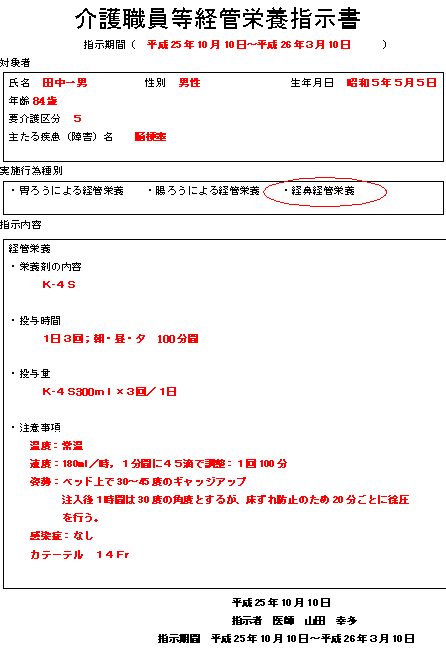 介護職員等経管栄養指示書
指示期間（　平成25年10月10日～平成26年3月10日　）
対象者
氏名　田中一男　性別　男性　生年月日　昭和5年5月5日
年齢 84歳
要介護区分　５
主たる疾患（障害）名　脳梗塞
実施行為種別
・胃ろうによる経管栄養　・腸ろうによる経管栄養　・経鼻経管栄養
指示内容
経管栄養
・栄養剤の内容
Ｋ-４Ｓ
・投与時間
１日３回；朝・昼・夕　100分間
・投与量
Ｋ-４Ｓ300ｍｌ×３回／１日
・注意事項
温度：常温
速度：180ml／時，１分間に４５滴で調整：１回100分
姿勢：ベッド上で30～45度のギャッジアップ
注入後１時間は30度の角度とするが、床ずれ防止のため20分ごとに除圧
を行う。
感染症：なし
カテーテル　１４Fr
平成25年10月10日
指示者　医師　山田　幸多
指示期間　平成25年10月10日～平成26年3月10日